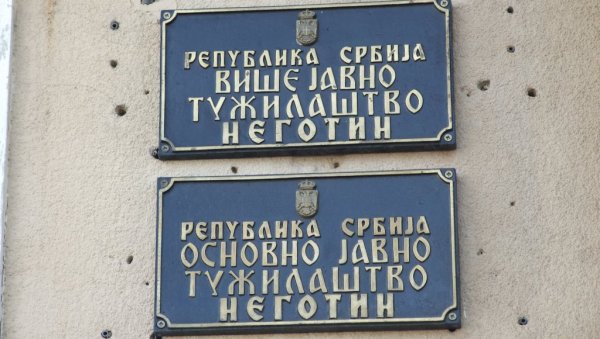 РЕПУБЛИКА СРБИЈА
ВИШЕ ЈАВНО
ТУЖИЛАШТВО
НЕГОТИН
РЕПУБЛИКА СРБИЈА
ОСНОВНО ЈАВНО
ТУЖИЛАШТВО
НЕГОТИН